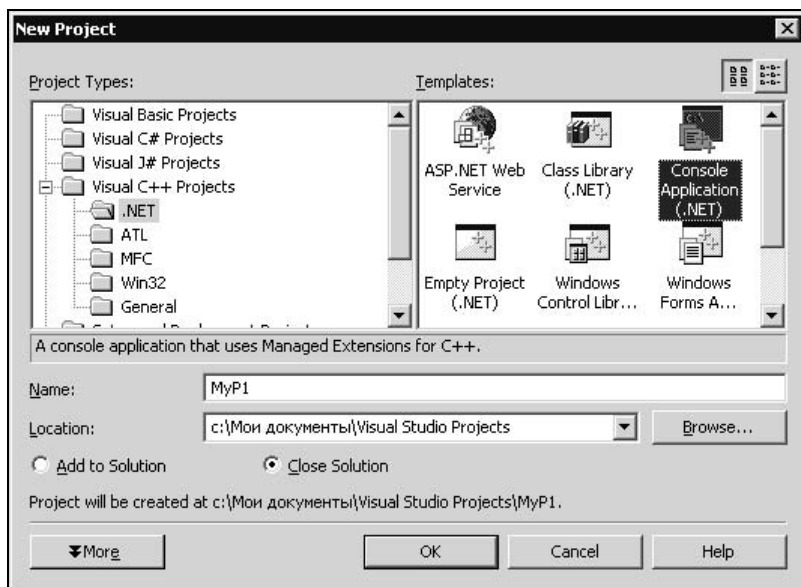 New Project
Project Types:
Templates:
Visual Basic Projects
Visual C# Projects
Visual J# Projects
Visual C++ Projects
.NET
ATL
MFC
Win32
General
ASP.NET Web
Service
Class Library
(.NET)
Console
Application
(.NET)
Empty Project
(.NET)
Windows
Control Libr...
Windows
Forms A...
A console application that uses Managed Extensions for C++.
Name:
MyP1
Location:
c:\Мои документы\Visual Studio Projects
Browse...
Add to Solution
Close Solution
Project will be created at c:\Мои документы\Visual Studio Projects\MyP1.
More
OK
Cancel
Help